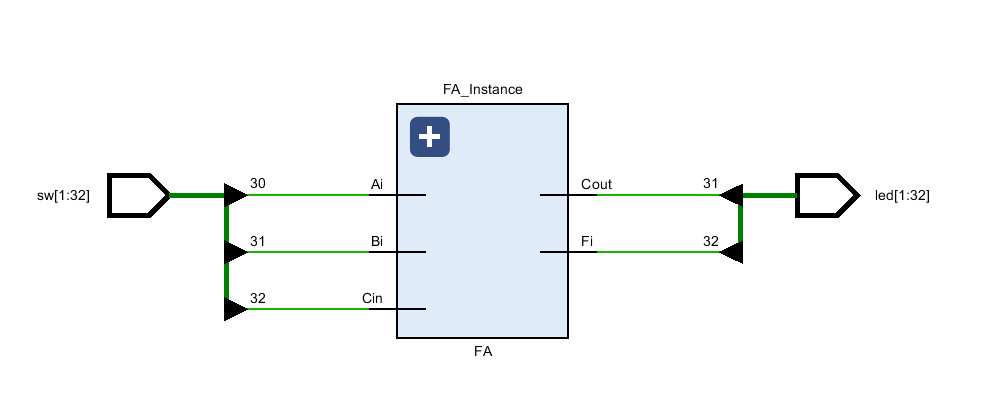 FA_Instance
sw[1:32]
30
Ai
Cout
31
led[1:32]
31
Bi
Fi
32
32
Cin
FA